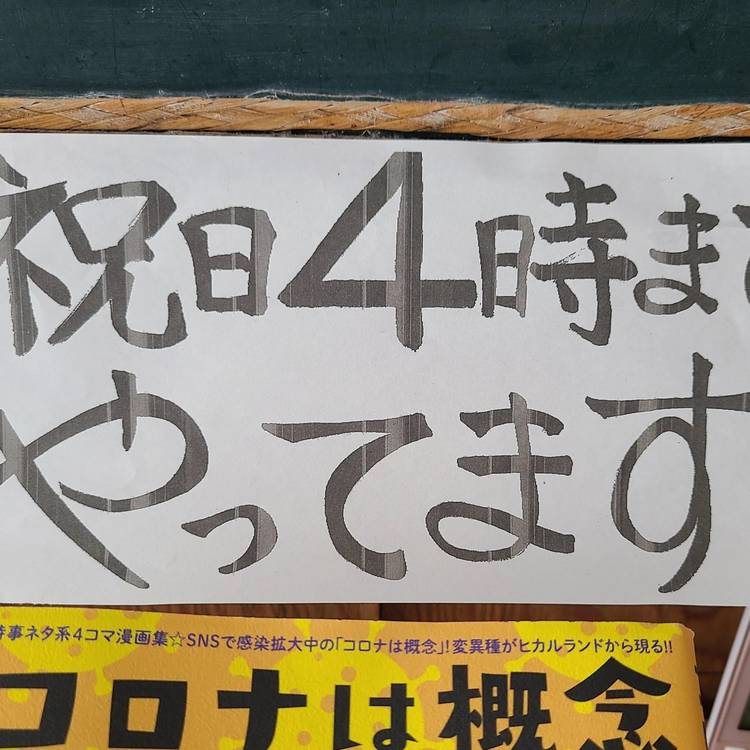 祝日4時ま
やってます
時事ネタ系4コマ漫画集☆SNSで感染拡大中の「コロナは概念」!変異種がヒカルランドから現る!!
コロナは概念